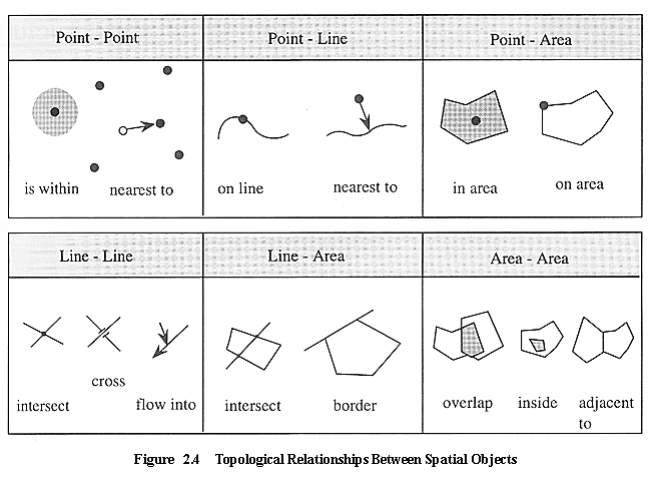 Point - Point
Point - Line
Point - Area
is within
nearest to
on line
nearest to
in area
on area
Line - Line
Line - Area
Area - Area
intersect
cross
flow into
intersect
border
overlap
inside
adjacent
to
Figure 2.4 Topological Relationships Between Spatial Objects